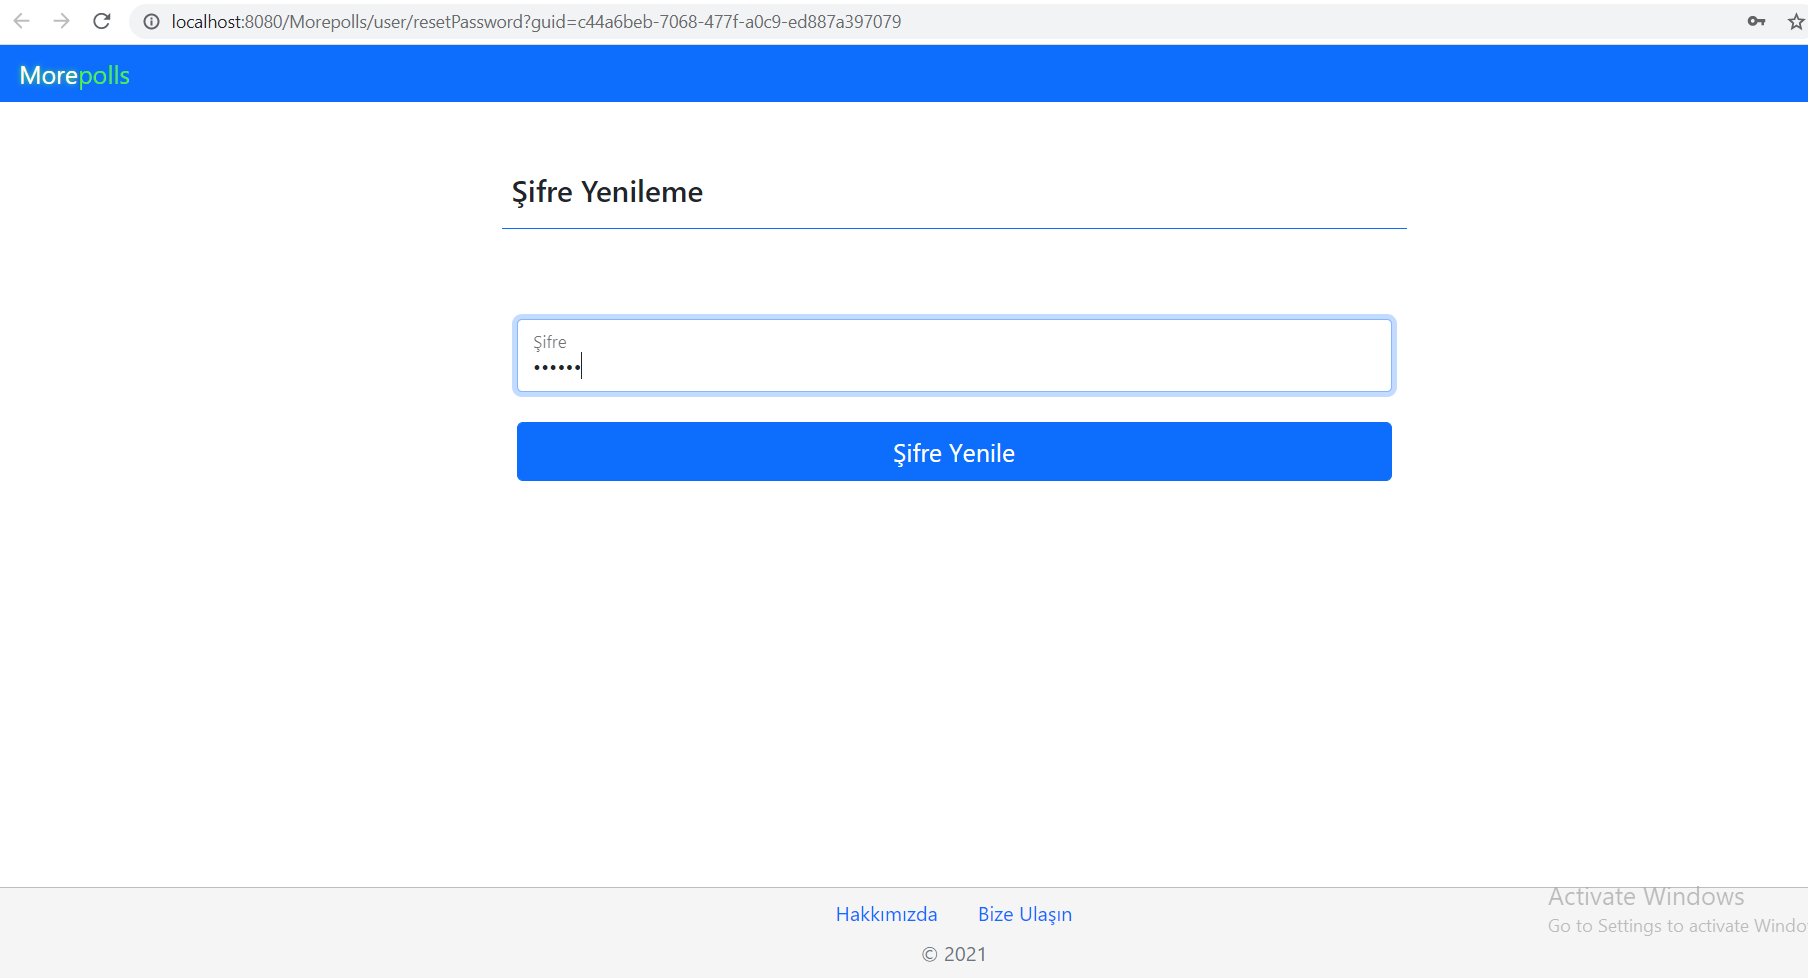 localhost:8080/Morepolls/user/resetPassword?guid=c44a6beb-7068-477f-a0c9-ed887a397079
Morepolls
Şifre Yenileme
Şifre
••••••
Şifre Yenile
Hakkımızda Bize Ulaşın
© 2021
Activate Windows
Go to Settings to activate Windo